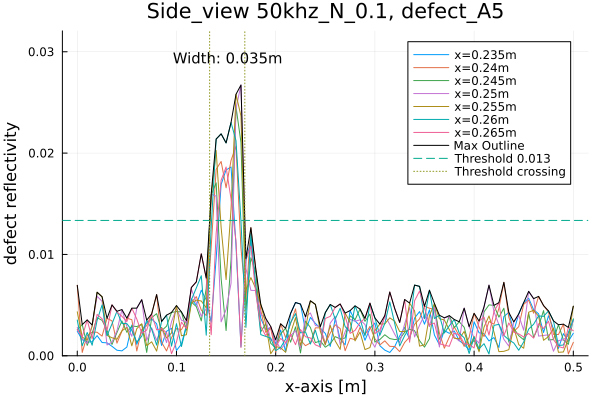 Side_view 50khz_N_0.1, defect_A5
Width: 0.035m
x=0.235m
x=0.24m
x=0.245m
x=0.25m
x=0.255m
x=0.26m
x=0.265m
Max Outline
Threshold 0.013
Threshold crossing
defect reflectivity
0.03
0.02
0.01
0.00
0.0 0.1 0.2 0.3 0.4 0.5
x-axis [m]